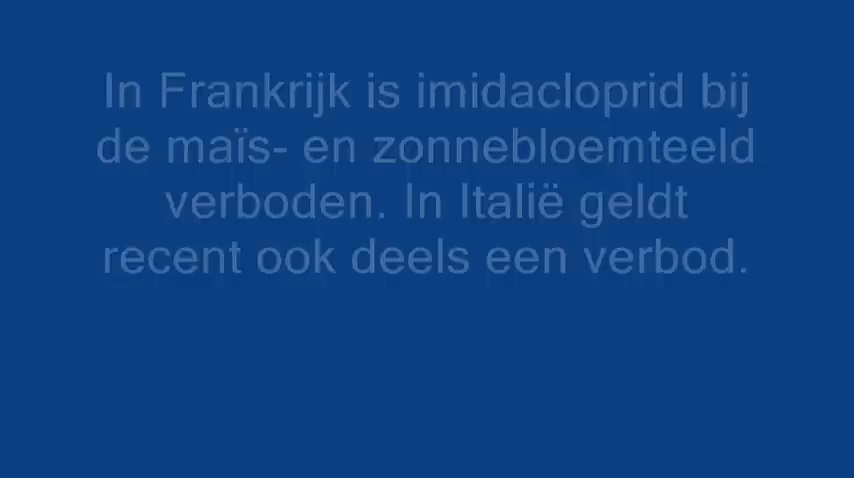 In Frankrijk is imidacloprid bij
de maïs- en zonnebloemteeld
verboden. In Italië geldt
recent ook deels een verbod.